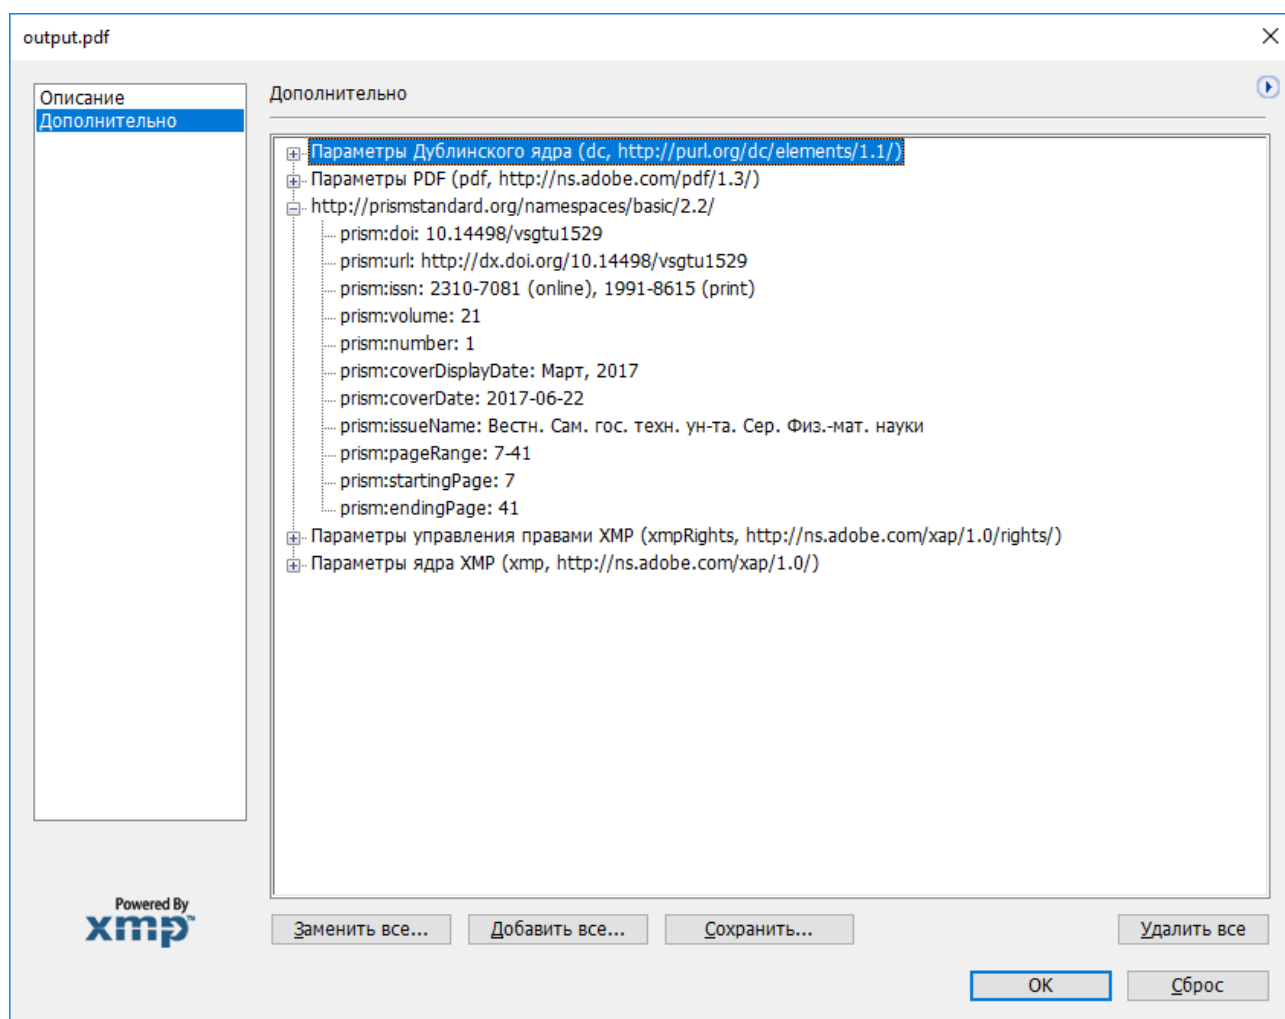 output.pdf
Описание
Дополнительно
Дополнительно
Параметры Дублинского ядра (dc, http://purl.org/dc/elements/1.1/)
Параметры PDF (pdf, http://ns.adobe.com/pdf/1.3/)
http://prismstandard.org/namespaces/basic/2.2/
prism:doi: 10.14498/vsgtu1529
prism:url: http://dx.doi.org/10.14498/vsgtu1529
prism:issn: 2310-7081 (online), 1991-8615 (print)
prism:volume: 21
prism:number: 1
prism:coverDisplayDate: Март, 2017
prism:coverDate: 2017-06-22
prism:issueName: Вестн. Сам. гос. техн. ун-та. Сер. Физ.-мат. науки
prism:pageRange: 7-41
prism:startingPage: 7
prism:endingPage: 41
Параметры управления правами XMP (xmpRights, http://ns.adobe.com/xap/1.0/rights/)
Параметры ядра XMP (xmp, http://ns.adobe.com/xap/1.0/)
Powered By
xmp™
Заменить все... Добавить все... Сохранить... Удалить все
OK Сброс